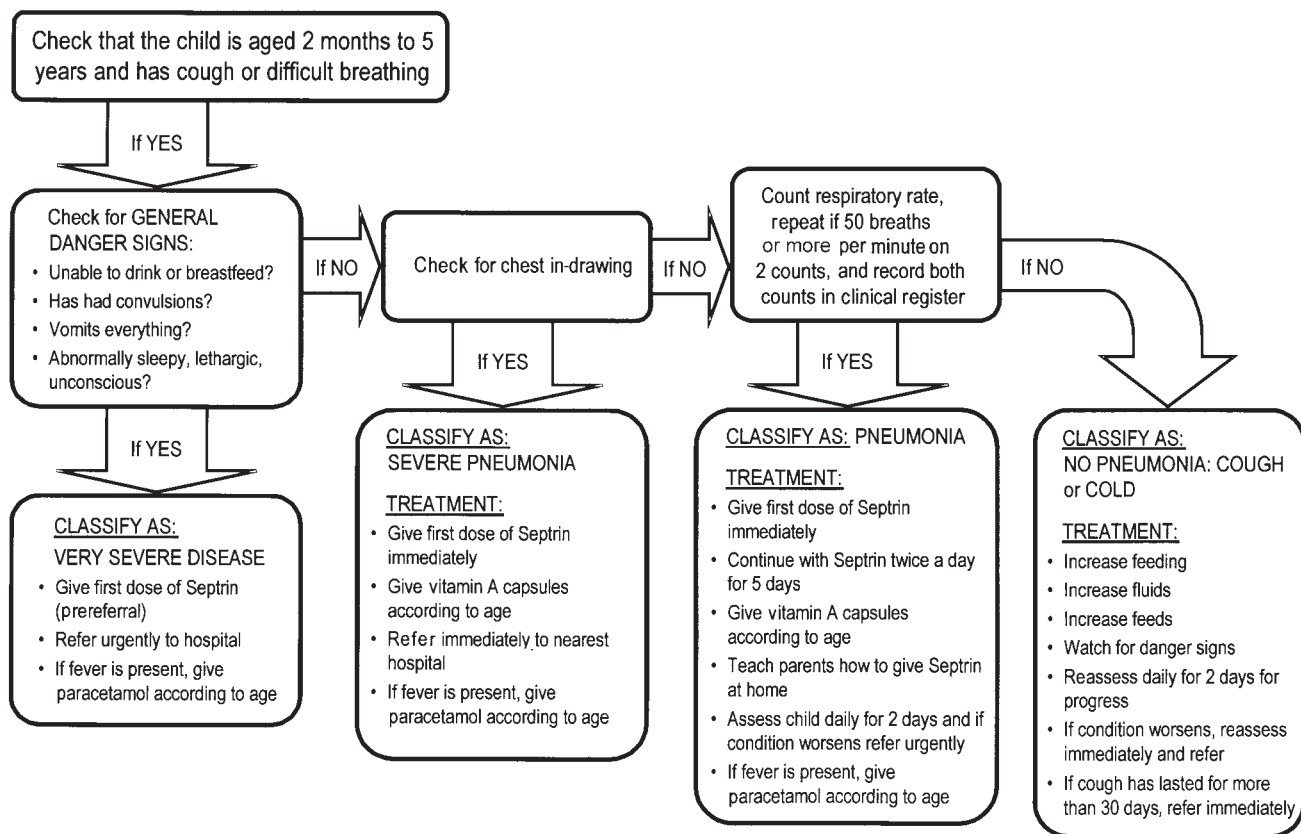 Check that the child is aged 2 months to 5
years and has cough or difficult breathing
If YES
Check for GENERAL
DANGER SIGNS:
• Unable to drink or breastfeed?
• Has had convulsions?
• Vomits everything?
• Abnormally sleepy, lethargic,
unconscious?
If NO
Check for chest in-drawing
If NO
Count respiratory rate,
repeat if 50 breaths
or more per minute on
2 counts, and record both
counts in clinical register
If NO
If YES
CLASSIFY AS:
VERY SEVERE DISEASE
• Give first dose of Septrin
(prereferral)
• Refer urgently to hospital
• If fever is present, give
paracetamol according to age
If YES
CLASSIFY AS:
SEVERE PNEUMONIA
TREATMENT:
• Give first dose of Septrin
immediately
• Give vitamin A capsules
according to age
• Refer immediately to nearest
hospital
• If fever is present, give
paracetamol according to age
If YES
CLASSIFY AS: PNEUMONIA
TREATMENT:
• Give first dose of Septrin
immediately
• Continue with Septrin twice a day
for 5 days
• Give vitamin A capsules
according to age
• Teach parents how to give Septrin
at home
• Assess child daily for 2 days and if
condition worsens refer urgently
• If fever is present, give
paracetamol according to age
CLASSIFY AS:
NO PNEUMONIA: COUGH
or COLD
TREATMENT:
• Increase feeding
• Increase fluids
• Increase feeds
• Watch for danger signs
• Reassess daily for 2 days for
progress
• If condition worsens, reassess
immediately and refer
• If cough has lasted for more
than 30 days, refer immediately